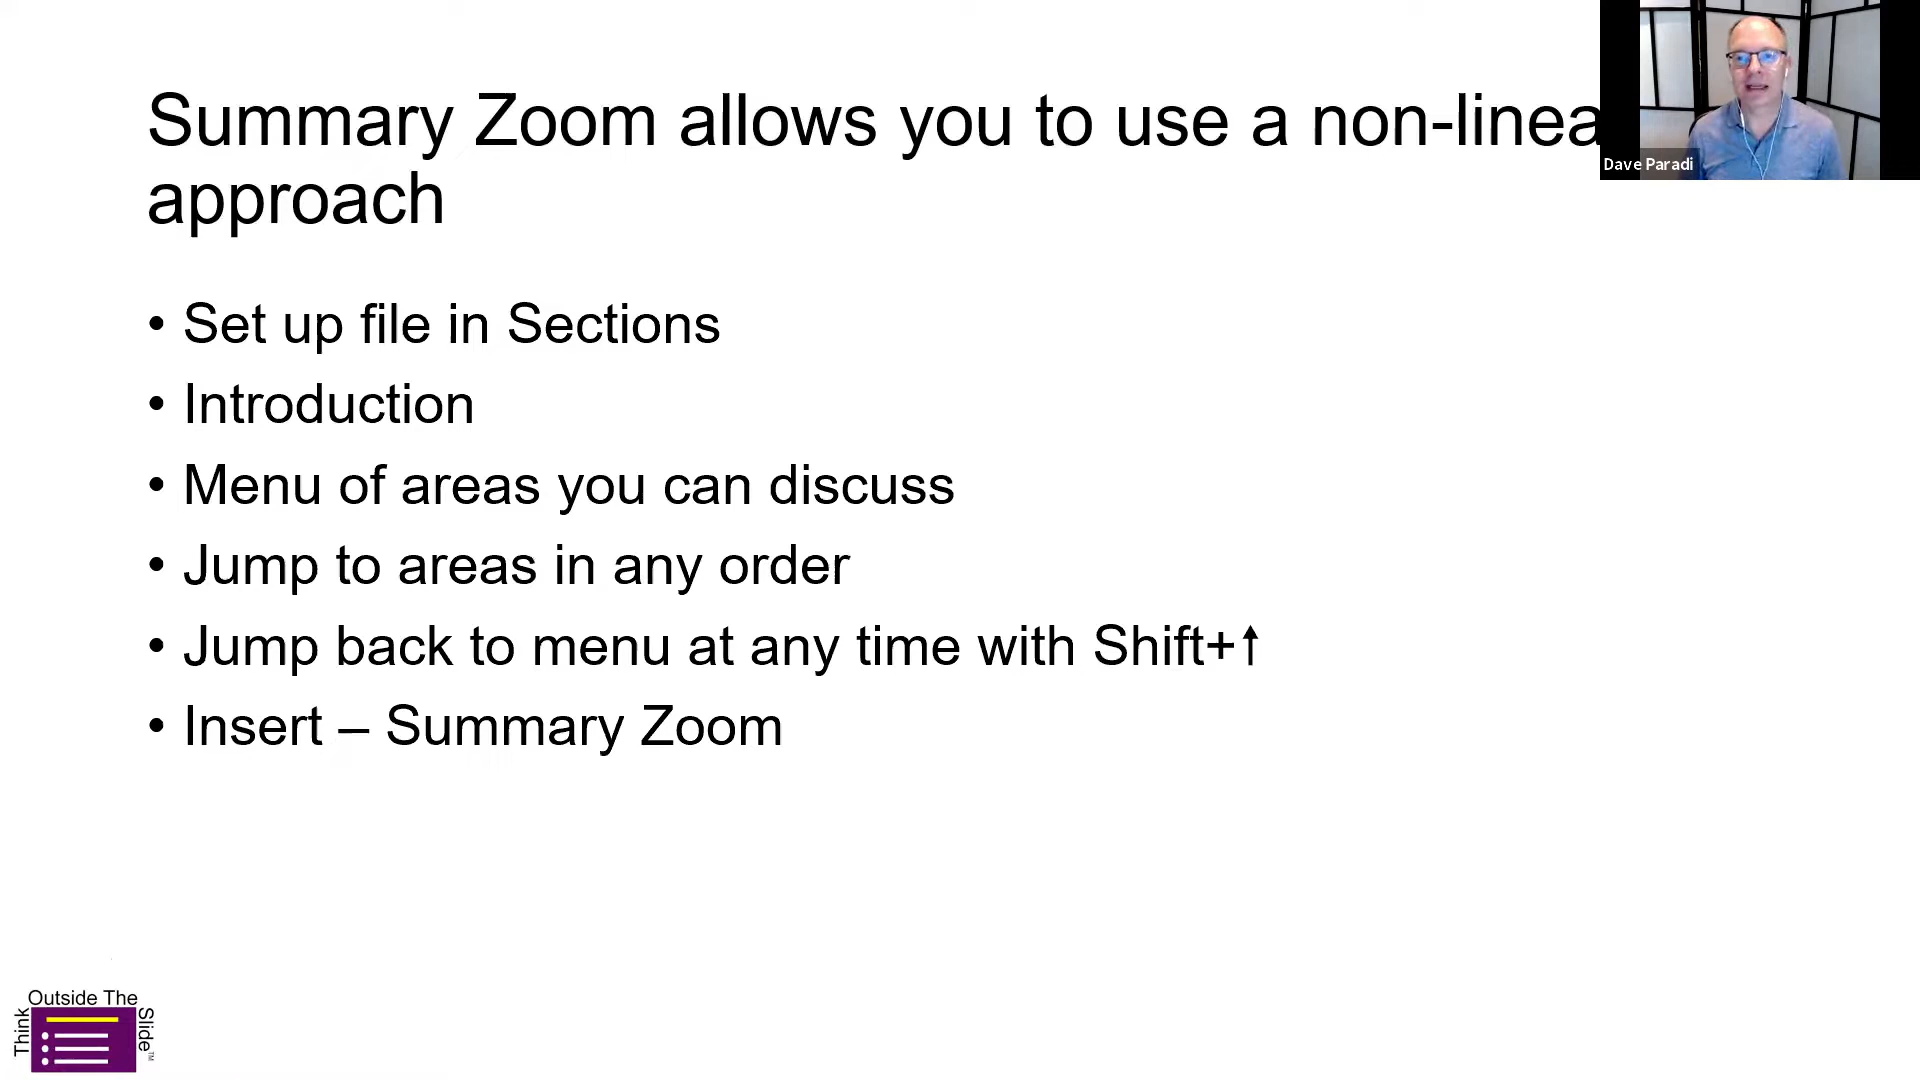 Summary Zoom allows you to use a non-linea
approach
• Set up file in Sections
• Introduction
• Menu of areas you can discuss
• Jump to areas in any order
• Jump back to menu at any time with Shift+↑
• Insert – Summary Zoom
Dave Paradi
Think
Outside The
Slide™